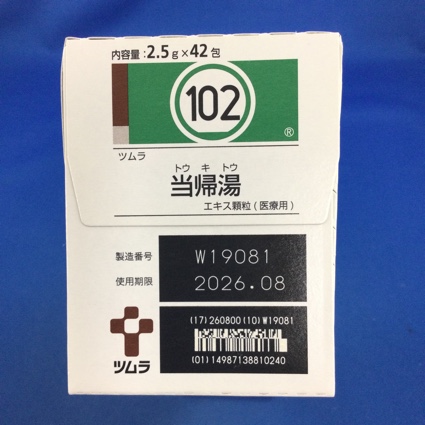 内容量：2.5g×42包
102
®
ツムラ
トウ キ トウ
当帰湯
エキス顆粒(医療用)
製造番号 W19081
使用期限 2026.08
(17)260800(10)W19081
(01)14987138810240
ツムラ